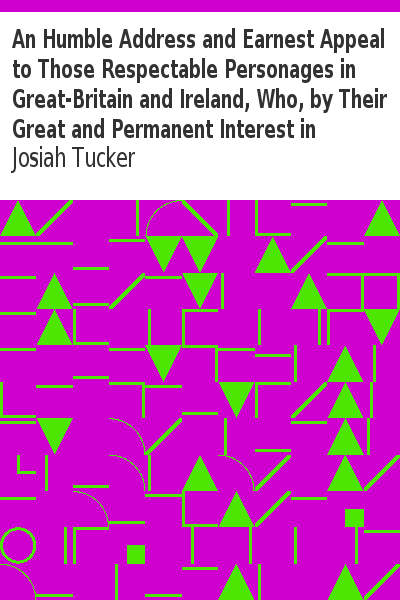 An Humble Address and Earnest Appeal
to Those Respectable Personages in
Great-Britain and Ireland, Who, by Their
Great and Permanent Interest in
Josiah Tucker